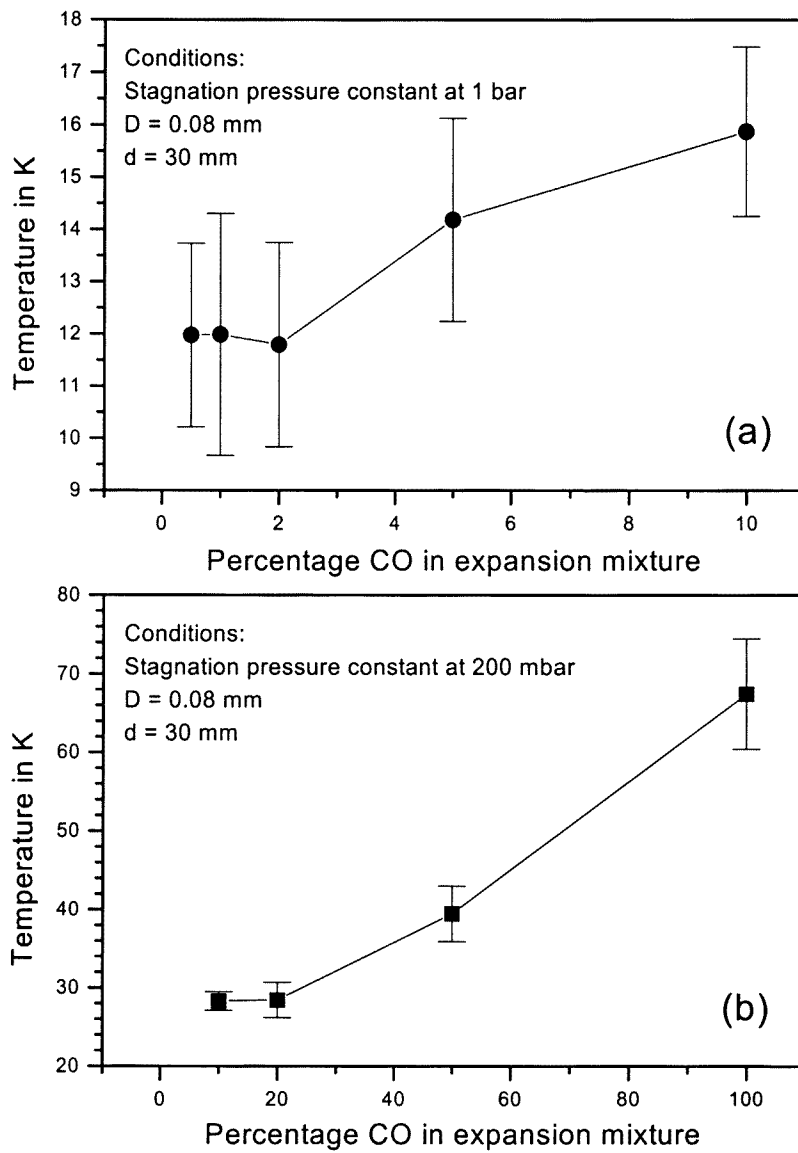 18
17
16
15
14
13
12
11
10
9
Temperature in K
Conditions:
Stagnation pressure constant at 1 bar
D = 0.08 mm
d = 30 mm
(a)
0 2 4 6 8 10
Percentage CO in expansion mixture
80
70
60
50
40
30
20
Temperature in K
Conditions:
Stagnation pressure constant at 200 mbar
D = 0.08 mm
d = 30 mm
(b)
0 20 40 60 80 100
Percentage CO in expansion mixture